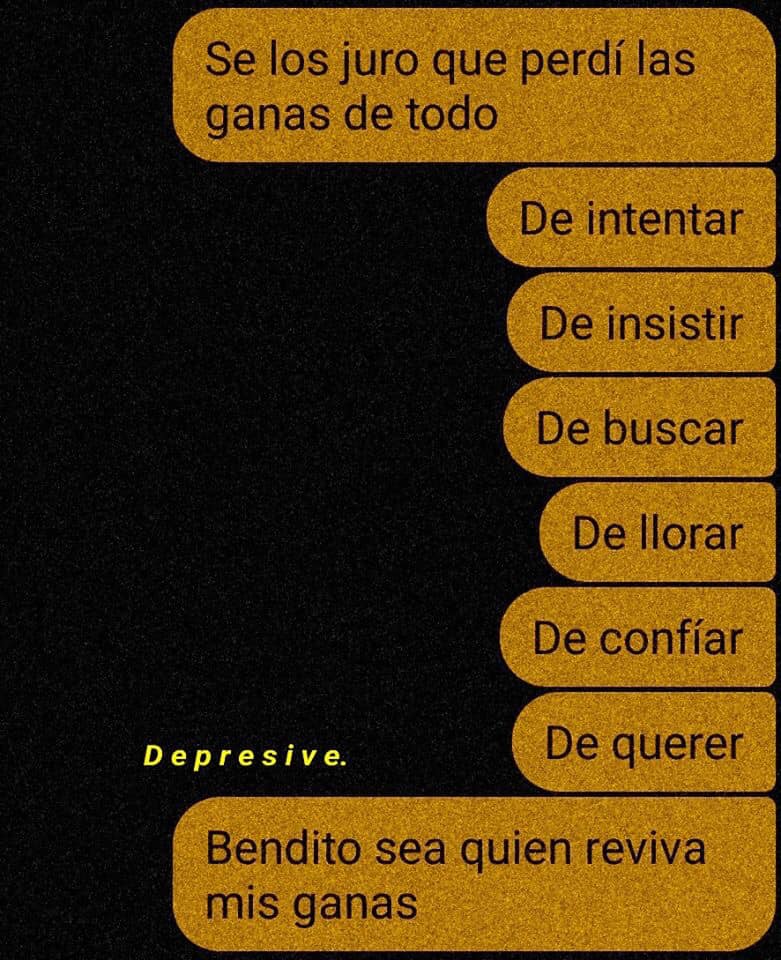 Se los juro que perdí las
ganas de todo
De intentar
De insistir
De buscar
De llorar
De confíar
De querer
Depresive.
Bendito sea quien reviva
mis ganas